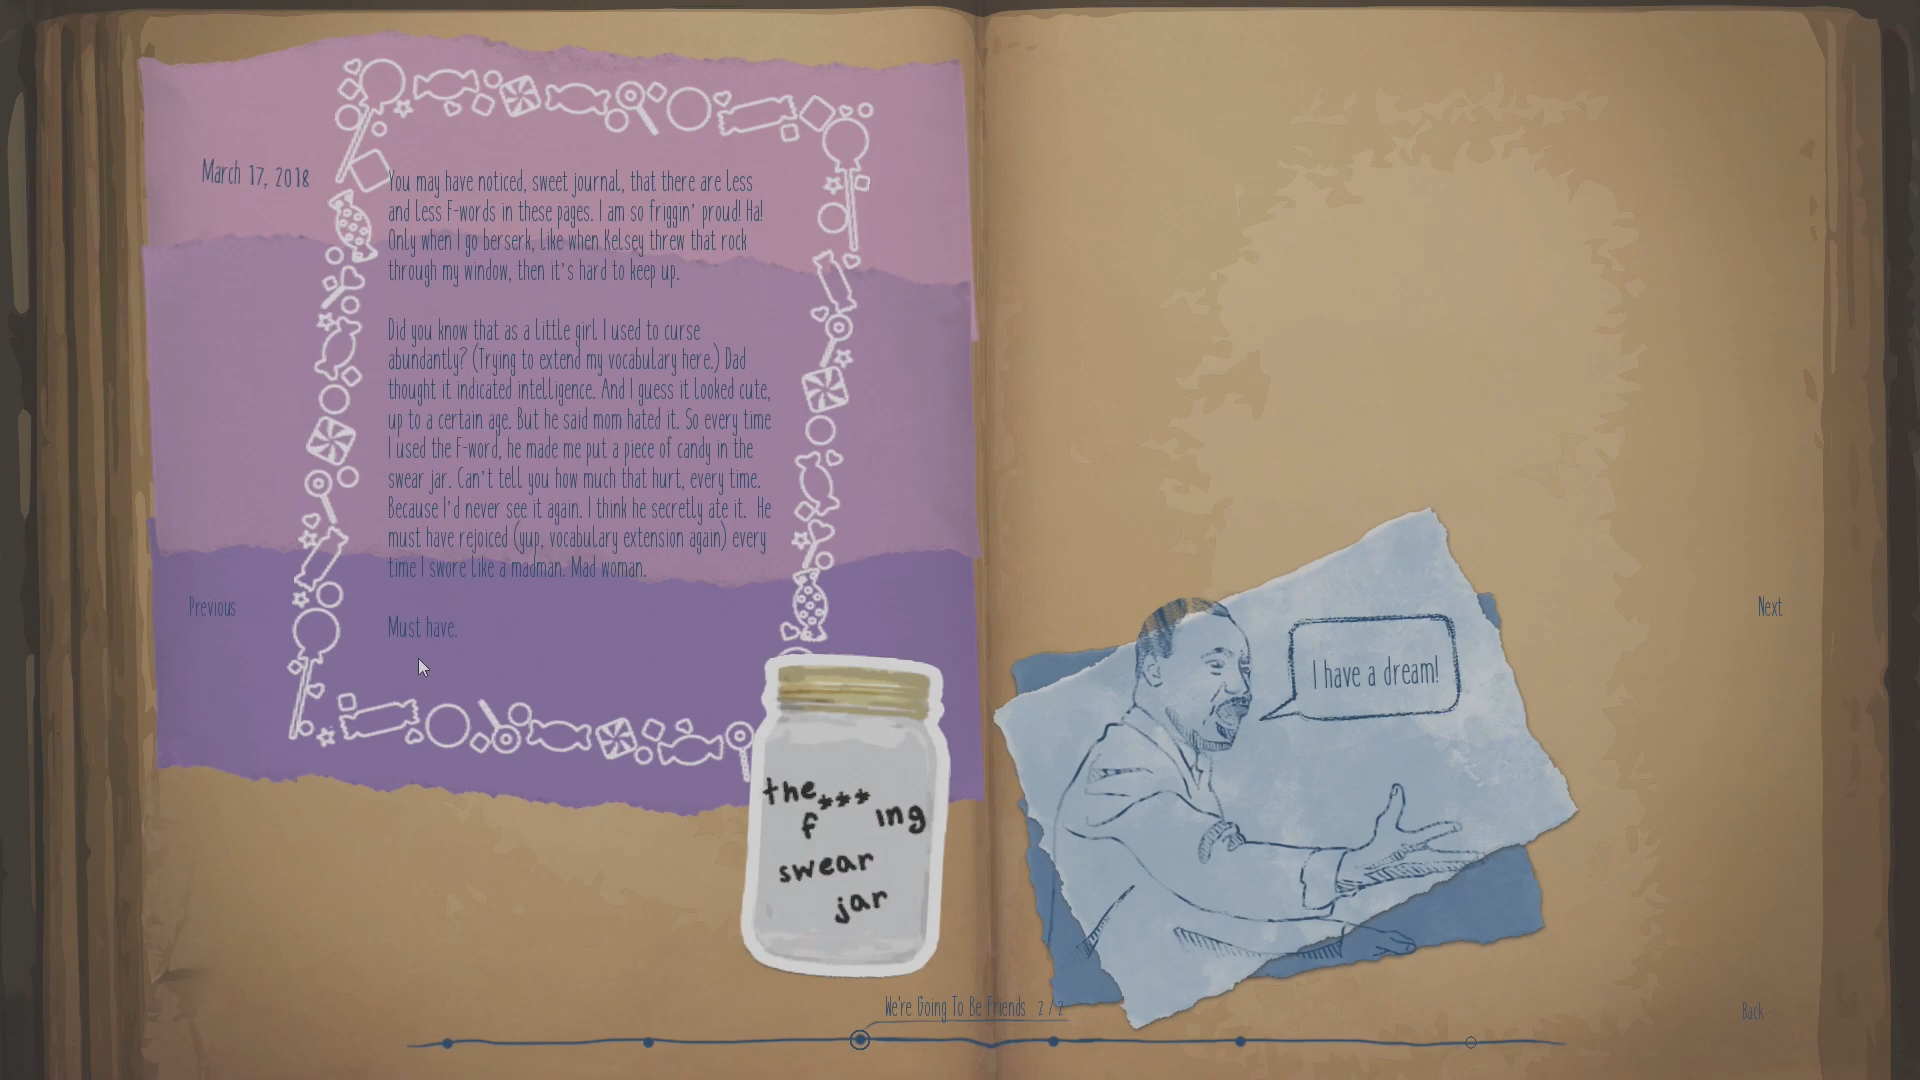 March 17, 2018
You may have noticed, sweet journal, that there are less
and less F-words in these pages. I am so friggin' proud! Ha!
Only when I go berserk, like when Kelsey threw that rock
through my window, then it's hard to keep up.
Did you know that as a little girl I used to curse
abundantly? (Trying to extend my vocabulary here.) Dad
thought it indicated intelligence. And I guess it looked cute,
up to a certain age. But he said mom hated it. So every time
I used the F-word, he made me put a piece of candy in the
swear jar. Can't tell you how much that hurt, every time.
Because I'd never see it again. I think he secretly ate it.  He
must have rejoiced (yup, vocabulary extension again) every
time I swore like a madman. Mad woman.
Must have.
Previous
the
f***ing
swear
jar
I have a dream!
Next
We're Going To Be Friends 2 / 2
Back